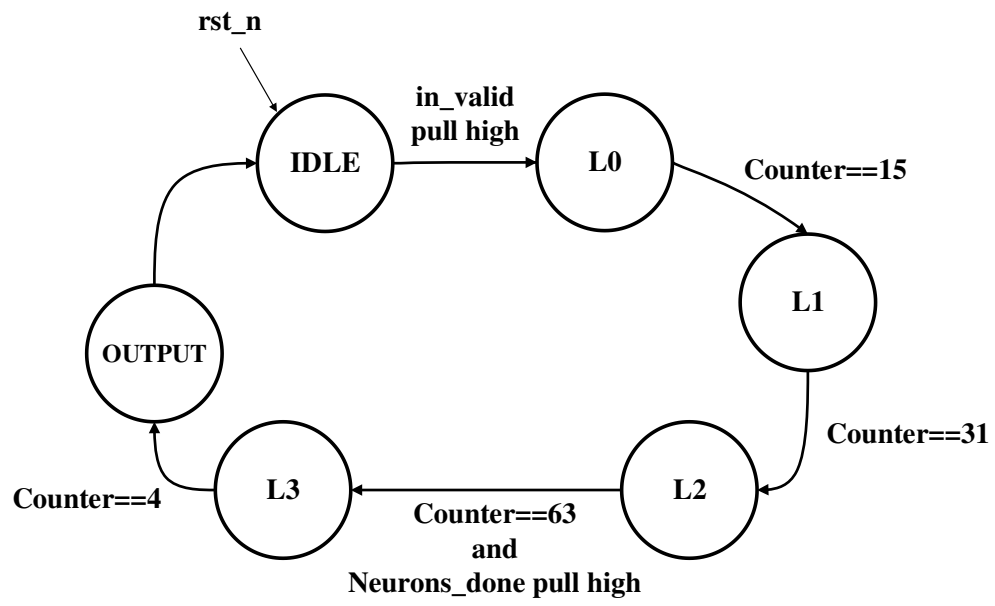 rst_n
IDLE
in_valid
pull high
L0
Counter==15
L1
Counter==31
L2
Counter==63
and
Neurons_done pull high
L3
Counter==4
OUTPUT